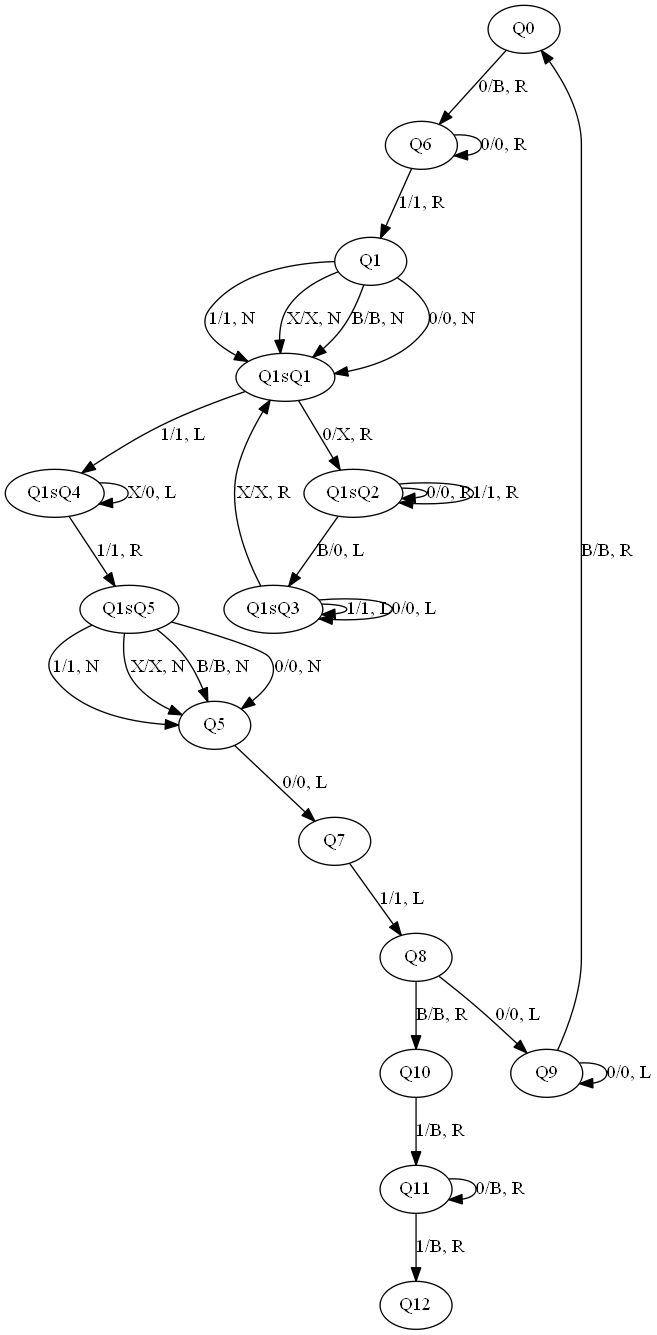 Q0
0/B, R
Q6
0/0, R
1/1, R
Q1
1/1, N
X/X, N
B/B, N
0/0, N
Q1sQ1
1/1, L
0/X, R
Q1sQ4
X/0, L
X/X, R
Q1sQ2
0/0, R
1/1, R
1/1, R
B/0, L
B/B, R
Q1sQ5
Q1sQ3
1/1, L
0/0, L
1/1, N
X/X, N
B/B, N
0/0, N
Q5
0/0, L
Q7
1/1, L
Q8
B/B, R
0/0, L
Q10
Q9
0/0, L
1/B, R
Q11
0/B, R
1/B, R
Q12